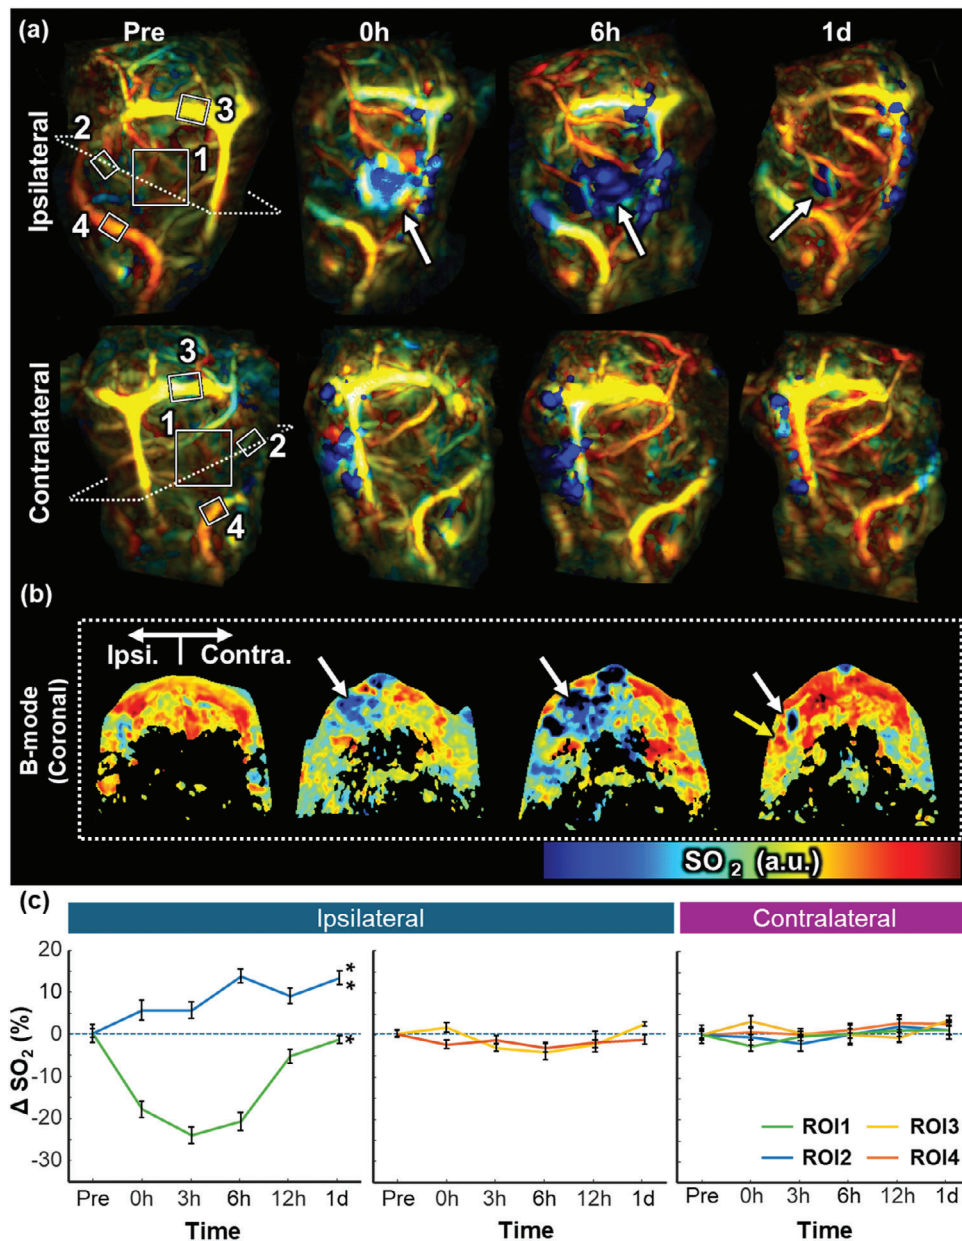 (a)
Pre
0h
6h
1d
Ipsilateral
2
3
1
4
Contralateral
3
1
2
4
(b)
B-mode
(Coronal)
Ipsi.
Contra.
SO2 (a.u.)
(c)
Ipsilateral
Contralateral
Δ SO2 (%)
20
10
0
-10
-20
-30
*
*
*
ROI1
ROI3
ROI2
ROI4
Pre 0h 3h 6h 12h 1d
Pre 0h 3h 6h 12h 1d
Pre 0h 3h 6h 12h 1d
Time
Time
Time